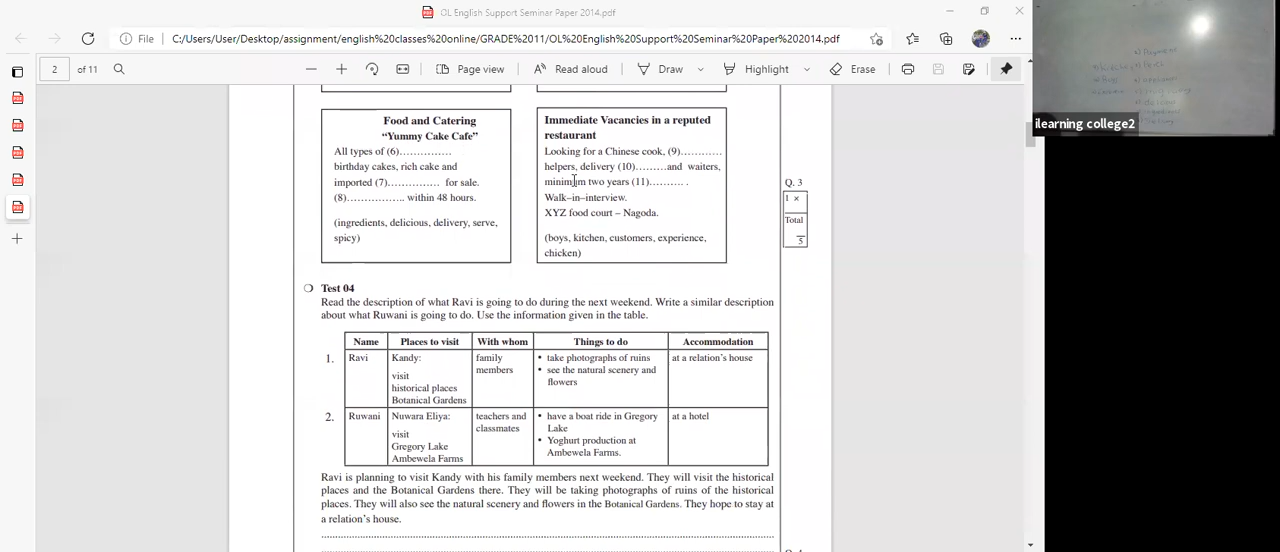 OL English Support Seminar Paper 2014.pdf
File
C:/Users/User/Desktop/assignment/english%20classes%20online/GRADE%2011/OL%20English%20Support%20Seminar%20Paper%202014.pdf
2 of 11
Page view
Read aloud
Draw
Highlight
Erase
ilearning college2
Food and Catering
“Yummy Cake Cafe”
All types of (6)……………
birthday cakes, rich cake and
imported (7)…………… for sale.
(8)…………….. within 48 hours.
(ingredients, delicious, delivery, serve,
spicy)
Immediate Vacancies in a reputed
restaurant
Looking for a Chinese cook, (9)…………
helpers, delivery (10)………and waiters,
minimum two years (11)………. .
Walk–in–interview.
XYZ food court – Nagoda.
(boys, kitchen, customers, experience,
chicken)
Q. 3
1 ×
Total
5
Test 04
Read the description of what Ravi is going to do during the next weekend. Write a similar description
about what Ruwani is going to do. Use the information given in the table.
Name Places to visit With whom Things to do Accommodation
1. Ravi Kandy: family • take photographs of ruins at a relation's house
visit members • see the natural scenery and
historical places flowers
Botanical Gardens
2. Ruwani Nuwara Eliya: teachers and • have a boat ride in Gregory at a hotel
visit classmates Lake
Gregory Lake • Yoghurt production at
Ambewela Farms Ambewela Farms.
Ravi is planning to visit Kandy with his family members next weekend. They will visit the historical
places and the Botanical Gardens there. They will be taking photographs of ruins of the historical
places. They will also see the natural scenery and flowers in the Botanical Gardens. They hope to stay at
a relation's house.